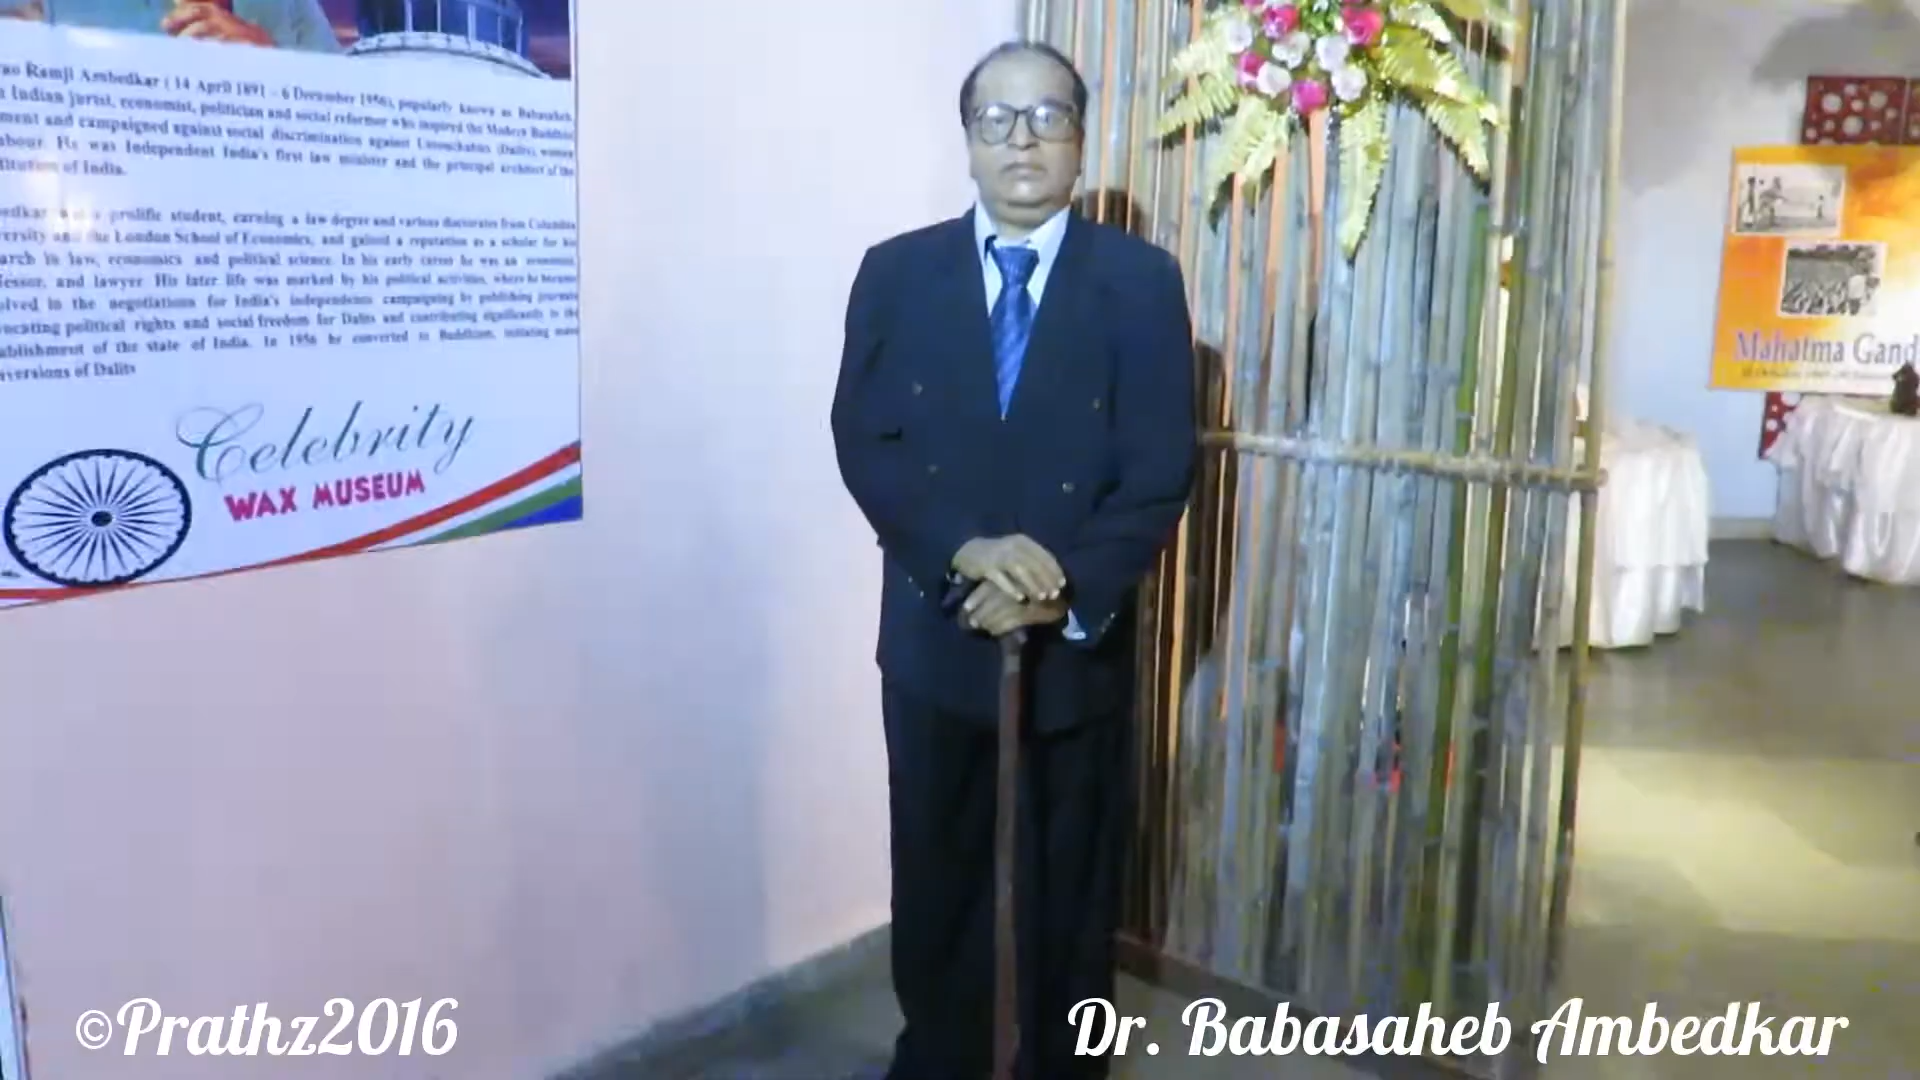 Ramji Ambedkar ( 14 April 1891 - 6 December 1956), popularly known as Babasaheb,
Indian jurist, economist, politician and social reformer who inspired the Modern Buddhist
and campaigned against social discrimination against Untouchables (Dalits), women
He was Independent India's first law minister and the principal architect of the
of India.
was a prolific student, earning a law degree and various doctorates from Columbia
and the London School of Economics, and gained a reputation as a scholar for his
in law, economics and political science. In his early career he was an economist,
and lawyer. His later life was marked by his political activities, where he became
in the negotiations for India's independence campaigning by publishing journals
political rights and social freedom for Dalits and contributing significantly to the
of the state of India. In 1956 he converted to Buddhism, initiating mass
of Dalits
Celebrity
WAX MUSEUM
Mahatma Gand
©Prathz2016
Dr. Babasaheb Ambedkar